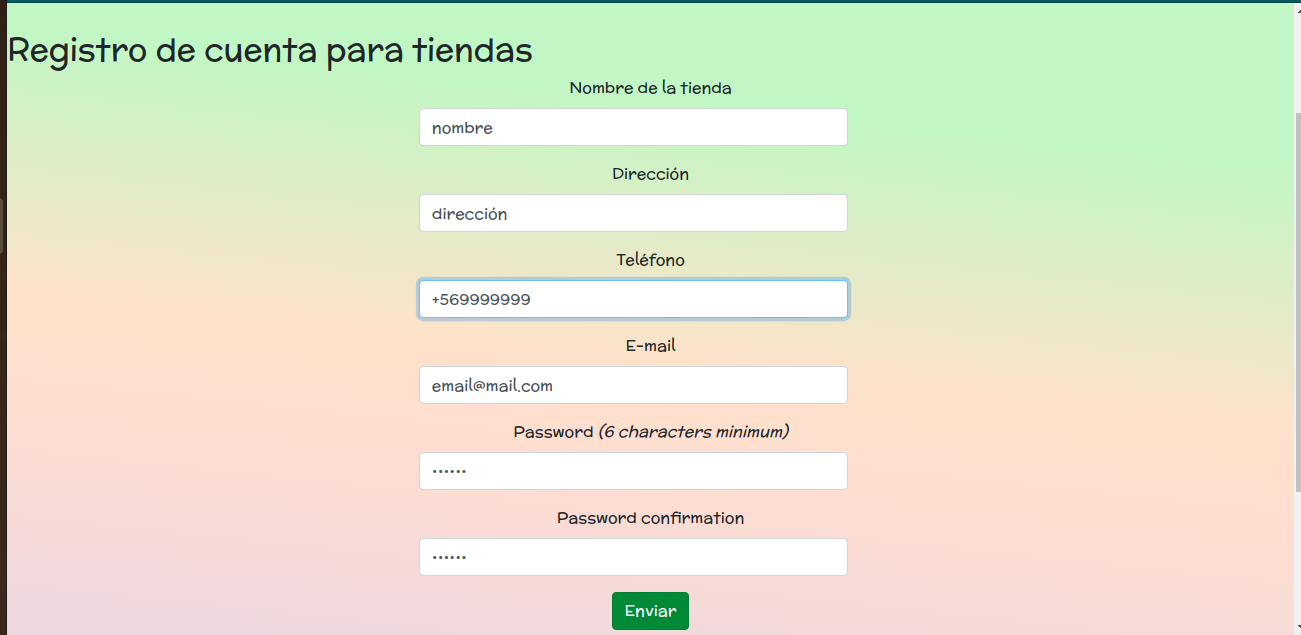 Registro de cuenta para tiendas
Nombre de la tienda
nombre
Dirección
dirección
Teléfono
+569999999
E-mail
email@mail.com
Password (6 characters minimum)
••••••
Password confirmation
••••••
Enviar